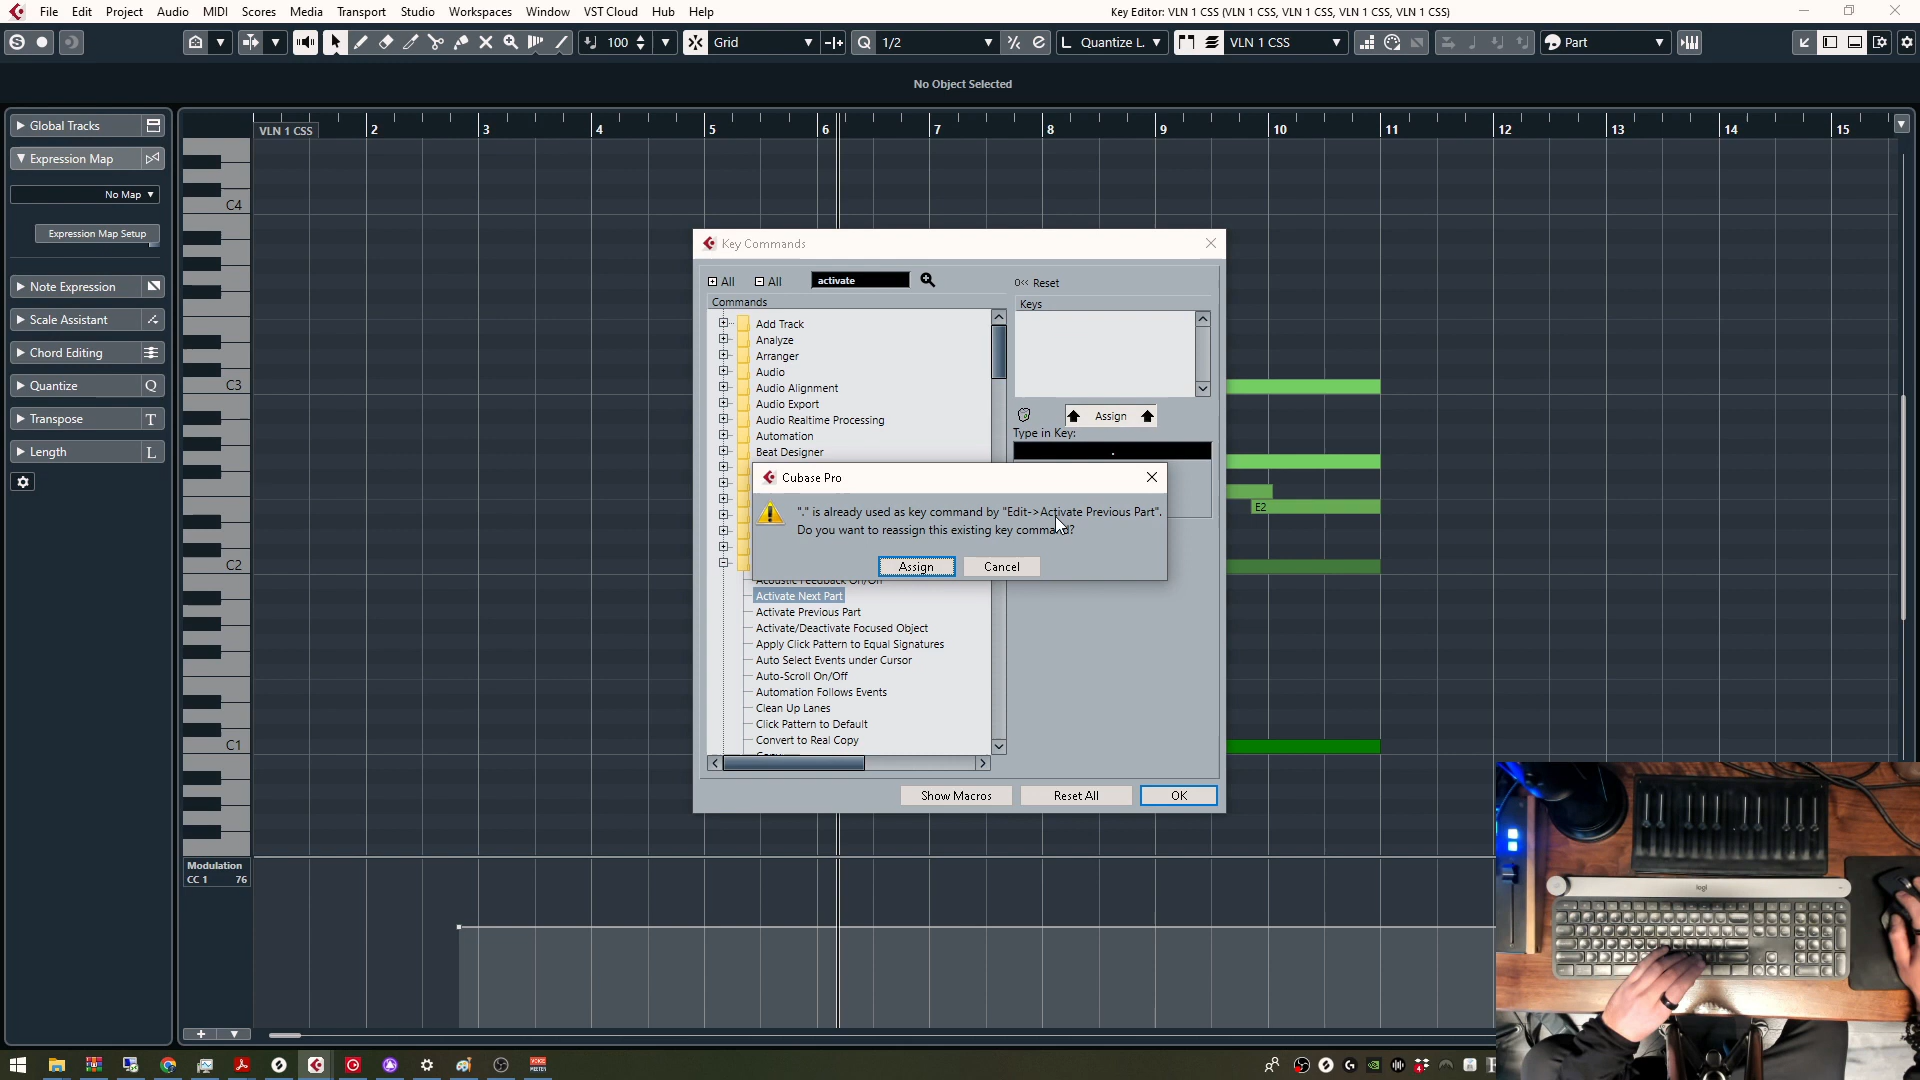 File Edit Project Audio MIDI Scores Media Transport Studio Workspaces Window VST Cloud Hub Help
Key Editor: VLN 1 CSS (VLN 1 CSS, VLN 1 CSS, VLN 1 CSS, VLN 1 CSS)
100 Grid 1/2 Quantize L. VLN 1 CSS Part
No Object Selected
Global Tracks
Expression Map
No Map
Expression Map Setup
Note Expression
Scale Assistant
Chord Editing
Quantize Q
Transpose T
Length L
VLN 1 CSS 2 3 4 5 6 7 8 9 10 11 12 13 14 15
C4
C3
C2
C1
E2
Modulation
CC 1 76
Key Commands
All All activate
0<< Reset
Commands
Keys
Add Track
Analyze
Arranger
Audio
Audio Alignment
Audio Export
Audio Realtime Processing
Automation
Beat Designer
Assign
Type in Key:
.
Cubase Pro
"." is already used as key command by "Edit->Activate Previous Part".
Do you want to reassign this existing key command?
Assign Cancel
Acoustic Feedback On/Off
Activate Next Part
Activate Previous Part
Activate/Deactivate Focused Object
Apply Click Pattern to Equal Signatures
Auto Select Events under Cursor
Auto-Scroll On/Off
Automation Follows Events
Clean Up Lanes
Click Pattern to Default
Convert to Real Copy
Show Macros Reset All OK
logi